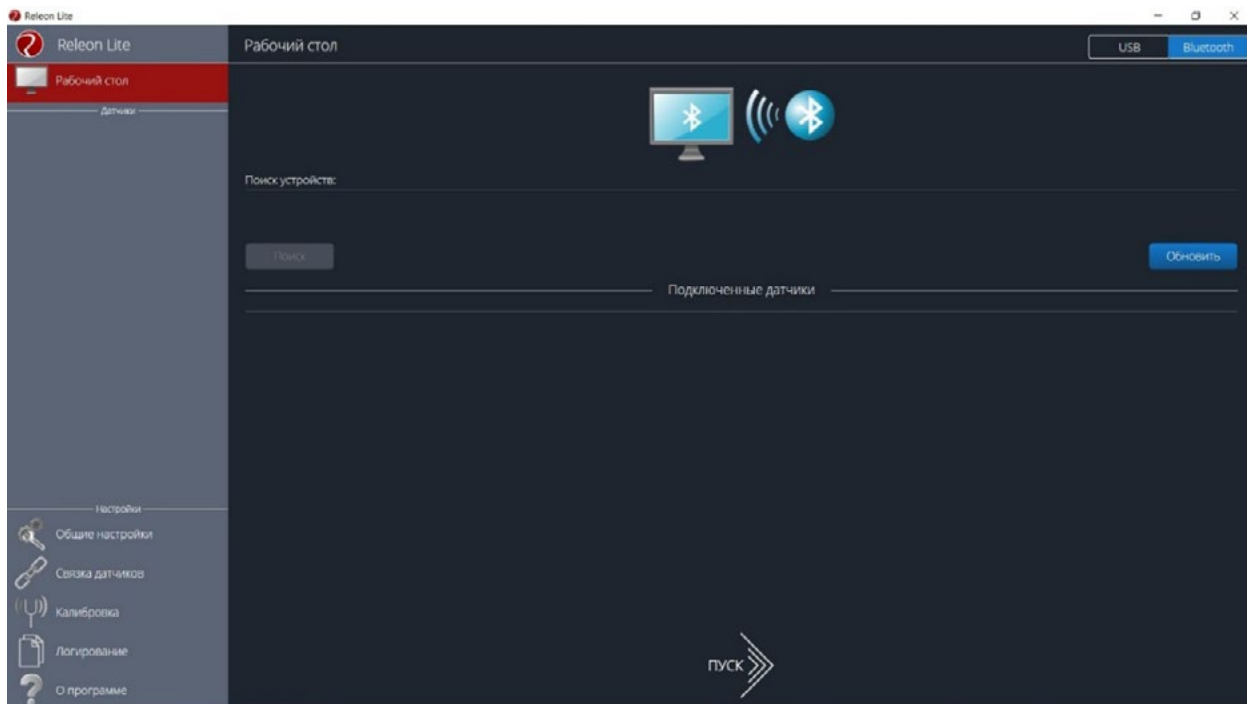 Releon Lite
Releon Lite
Рабочий стол
USB
Bluetooth
Рабочий стол
Датчики
Поиск устройств:
Поиск
Обновить
Подключенные датчики
Настройки
Общие настройки
Связка датчиков
Калибровка
Логирование
О программе
ПУСК